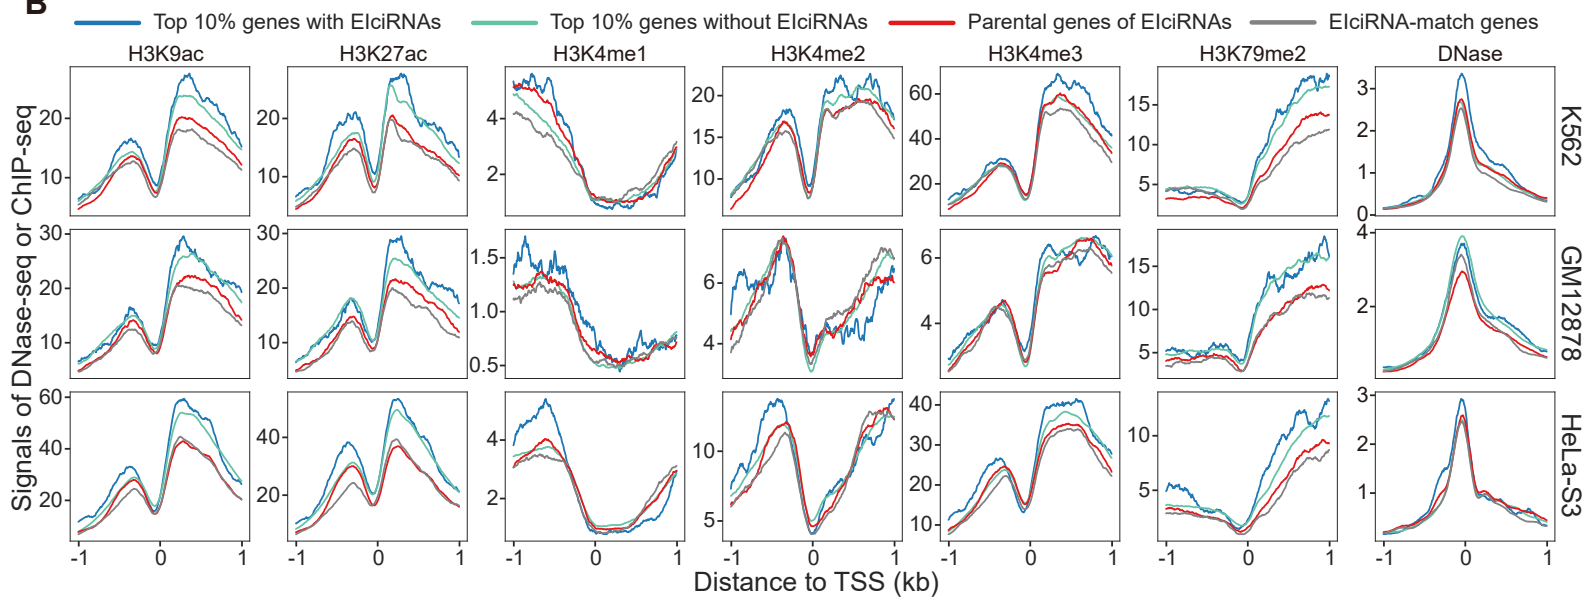 B
Top 10% genes with EIciRNAs Top 10% genes without EIciRNAs Parental genes of EIciRNAs EIciRNA-match genes
H3K9ac H3K27ac H3K4me1 H3K4me2 H3K4me3 H3K79me2 DNase
Signals of DNase-seq or ChIP-seq
20 10 20 10 4 2 20 15 10 60 40 20 15 10 5 3 2 1 0
K562
30 20 10 30 20 10 1.5 1.0 0.5 6 4 6 4 15 10 5 4 2
GM12878
60 40 20 40 20 4 2 10 5 40 30 20 10 10 5 3 2 1
HeLa-S3
-1 0 1 -1 0 1 -1 0 1 -1 0 1 -1 0 1 -1 0 1 -1 0 1
Distance to TSS (kb)